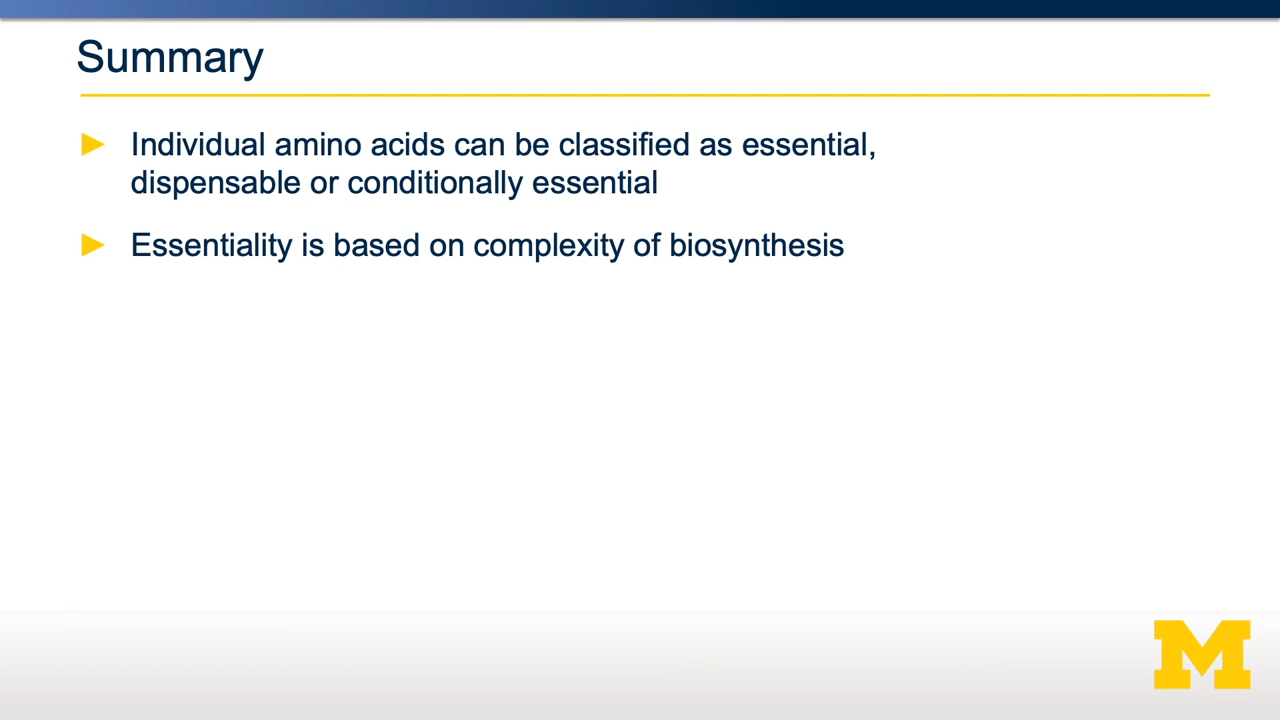 Summary
► Individual amino acids can be classified as essential,
dispensable or conditionally essential
► Essentiality is based on complexity of biosynthesis
M